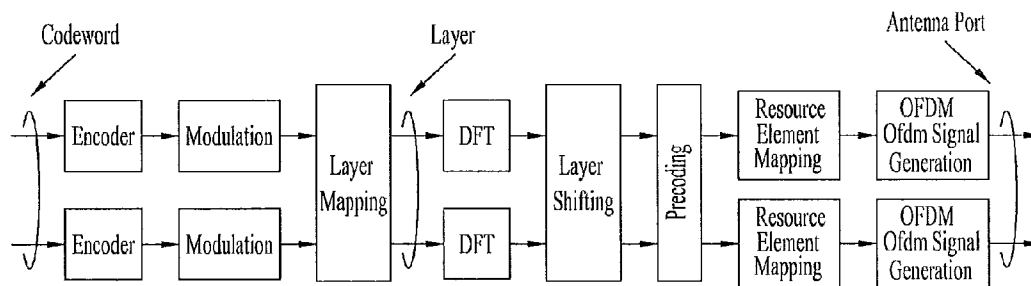 Codeword
Layer
Antenna Port
Encoder
Modulation
Layer
Mapping
DFT
Layer
Shifting
Precoding
Resource
Element
Mapping
OFDM
Ofdm Signal
Generation
Encoder
Modulation
DFT
Resource
Element
Mapping
OFDM
Ofdm Signal
Generation